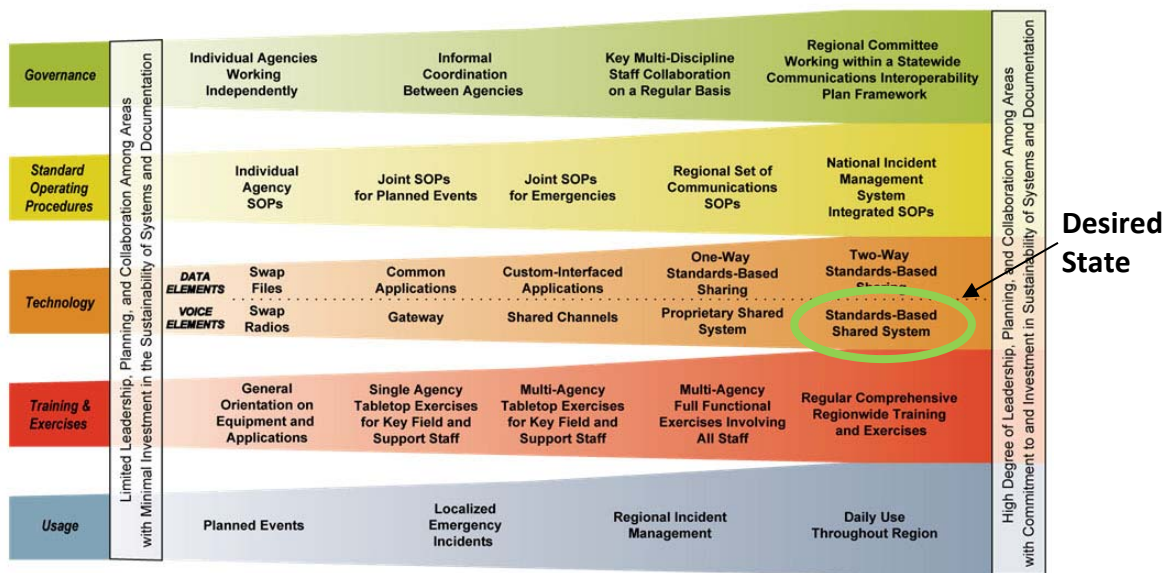 Governance
Limited Leadership, Planning, and Collaboration Among Areas
with Minimal Investment in the Sustainability of Systems and Documentation
Individual Agencies
Working
Independently
Informal
Coordination
Between Agencies
Key Multi-Discipline
Staff Collaboration
on a Regular Basis
Regional Committee
Working within a Statewide
Communications Interoperability
Plan Framework
High Degree of Leadership, Planning, and Collaboration Among Areas
with Commitment to and Investment in Sustainability of Systems and Documentation
Standard
Operating
Procedures
Individual
Agency
SOPs
Joint SOPs
for Planned Events
Joint SOPs
for Emergencies
Regional Set of
Communications
SOPs
National Incident
Management
System
Integrated SOPs
Desired
State
Technology
DATA
ELEMENTS
Swap
Files
Common
Applications
Custom-Interfaced
Applications
One-Way
Standards-Based
Sharing
Two-Way
Standards-Based
Sharing
VOICE
ELEMENTS
Swap
Radios
Gateway
Shared Channels
Proprietary Shared
System
Standards-Based
Shared System
Training &
Exercises
General
Orientation on
Equipment and
Applications
Single Agency
Tabletop Exercises
for Key Field and
Support Staff
Multi-Agency
Tabletop Exercises
for Key Field and
Support Staff
Multi-Agency
Full Functional
Exercises Involving
All Staff
Regular Comprehensive
Regionwide Training
and Exercises
Usage
Planned Events
Localized
Emergency
Incidents
Regional Incident
Management
Daily Use
Throughout Region